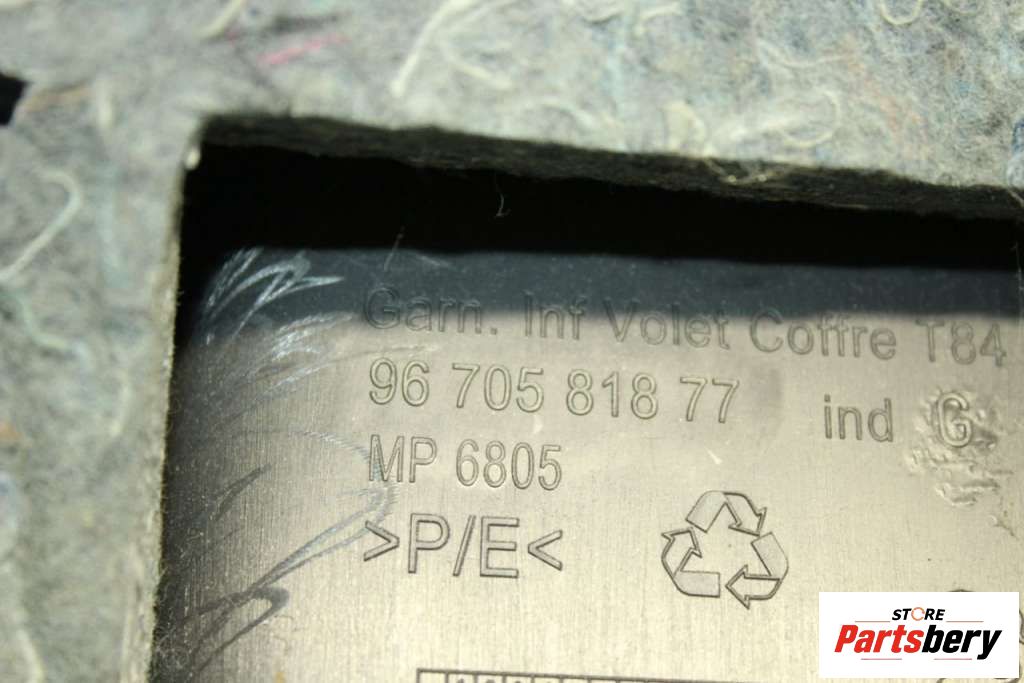 Garn. Inf Volet Coffre T84
96 705 818 77 ind G
MP 6805
>P/E<
STORE
Partsbery